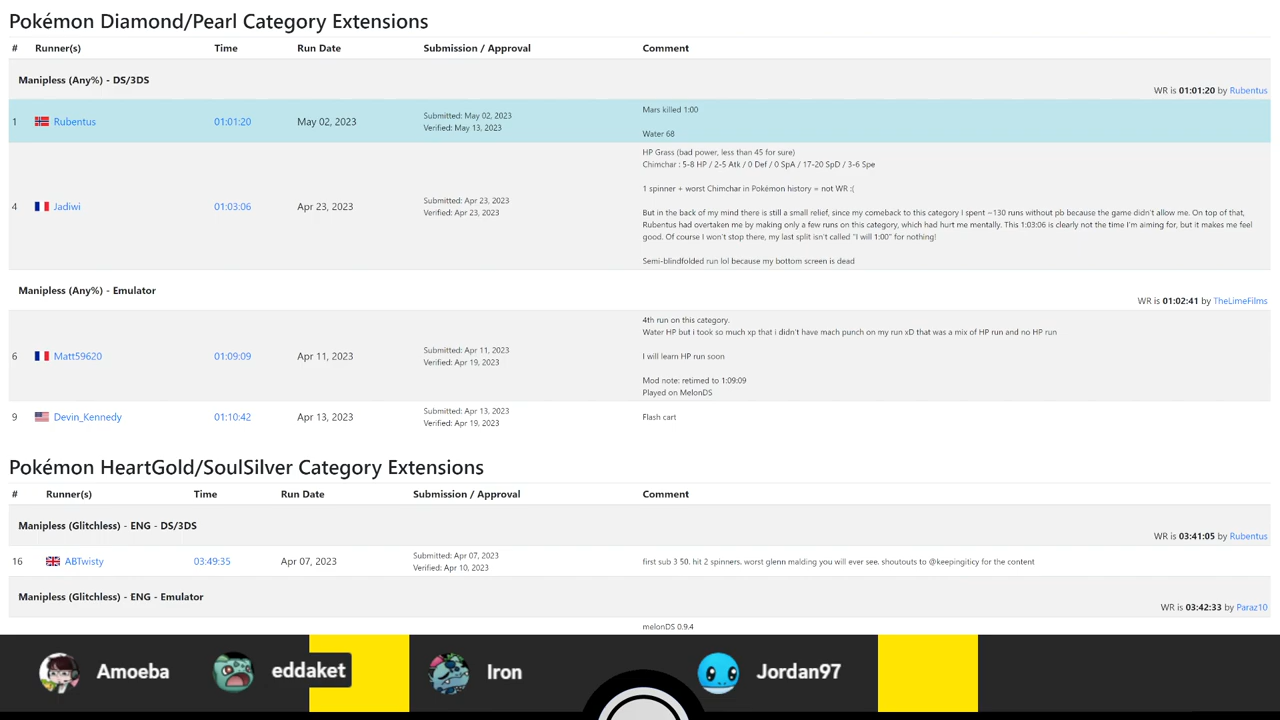 Pokémon Diamond/Pearl Category Extensions
# Runner(s) Time Run Date Submission / Approval Comment
Manipless (Any%) - DS/3DS
WR is 01:01:20 by Rubentus
1 Rubentus 01:01:20 May 02, 2023 Submitted: May 02, 2023
Verified: May 13, 2023
Mars killed 1:00
Water 68
4 Jadiwi 01:03:06 Apr 23, 2023 Submitted: Apr 23, 2023
Verified: Apr 23, 2023
HP Grass (bad power, less than 45 for sure)
Chimchar : 5-8 HP / 2-5 Atk / 0 Def / 0 SpA / 17-20 SpD / 3-6 Spe
1 spinner + worst Chimchar in Pokémon history = not WR :(
But in the back of my mind there is still a small relief, since my comeback to this category I spent ~130 runs without pb because the game didn't allow me. On top of that,
Rubentus had overtaken me by making only a few runs on this category, which had hurt me mentally. This 1:03:06 is clearly not the time I'm aiming for, but it makes me feel
good. Of course I won't stop there, my last split isn't called "I will 1:00" for nothing!
Semi-blindfolded run lol because my bottom screen is dead
Manipless (Any%) - Emulator
WR is 01:02:41 by TheLimeFilms
6 Matt59620 01:09:09 Apr 11, 2023 Submitted: Apr 11, 2023
Verified: Apr 19, 2023
4th run on this category.
Water HP but i took so much xp that i didn't have mach punch on my run xD that was a mix of HP run and no HP run
I will learn HP run soon
Mod note: retimed to 1:09:09
Played on MelonDS
9 Devin_Kennedy 01:10:42 Apr 13, 2023 Submitted: Apr 13, 2023
Verified: Apr 19, 2023
Flash cart
Pokémon HeartGold/SoulSilver Category Extensions
# Runner(s) Time Run Date Submission / Approval Comment
Manipless (Glitchless) - ENG - DS/3DS
WR is 03:41:05 by Rubentus
16 ABTwisty 03:49:35 Apr 07, 2023 Submitted: Apr 07, 2023
Verified: Apr 10, 2023
first sub 3 50. hit 2 spinners. worst glenn malding you will ever see. shoutouts to @keepingiticy for the content
Manipless (Glitchless) - ENG - Emulator
WR is 03:42:33 by Paraz10
melonDS 0.9.4
Amoeba eddaket Iron Jordan97